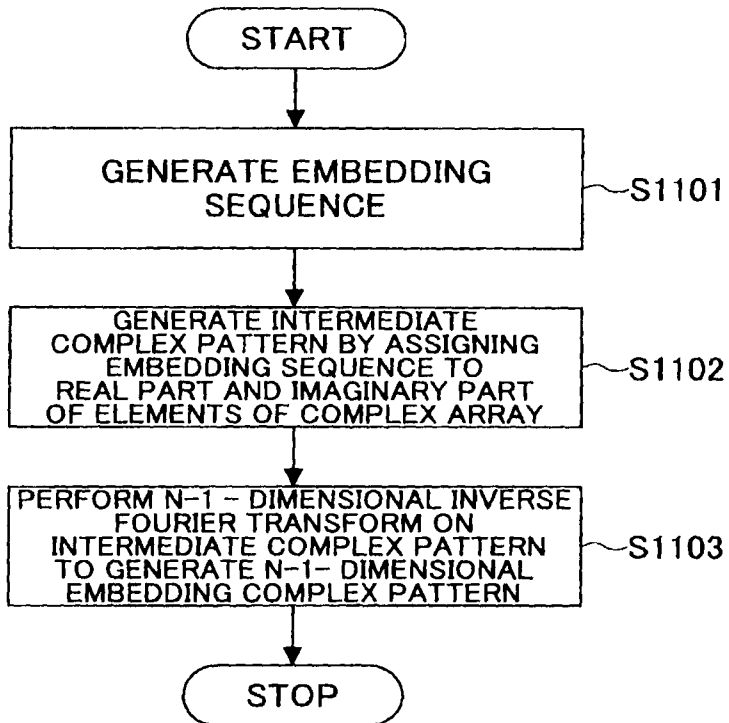 START
GENERATE EMBEDDING
SEQUENCE
S1101
GENERATE INTERMEDIATE
COMPLEX PATTERN BY ASSIGNING
EMBEDDING SEQUENCE TO
REAL PART AND IMAGINARY PART
OF ELEMENTS OF COMPLEX ARRAY
S1102
PERFORM N-1 - DIMENSIONAL INVERSE
FOURIER TRANSFORM ON
INTERMEDIATE COMPLEX PATTERN
TO GENERATE N-1- DIMENSIONAL
EMBEDDING COMPLEX PATTERN
S1103
STOP